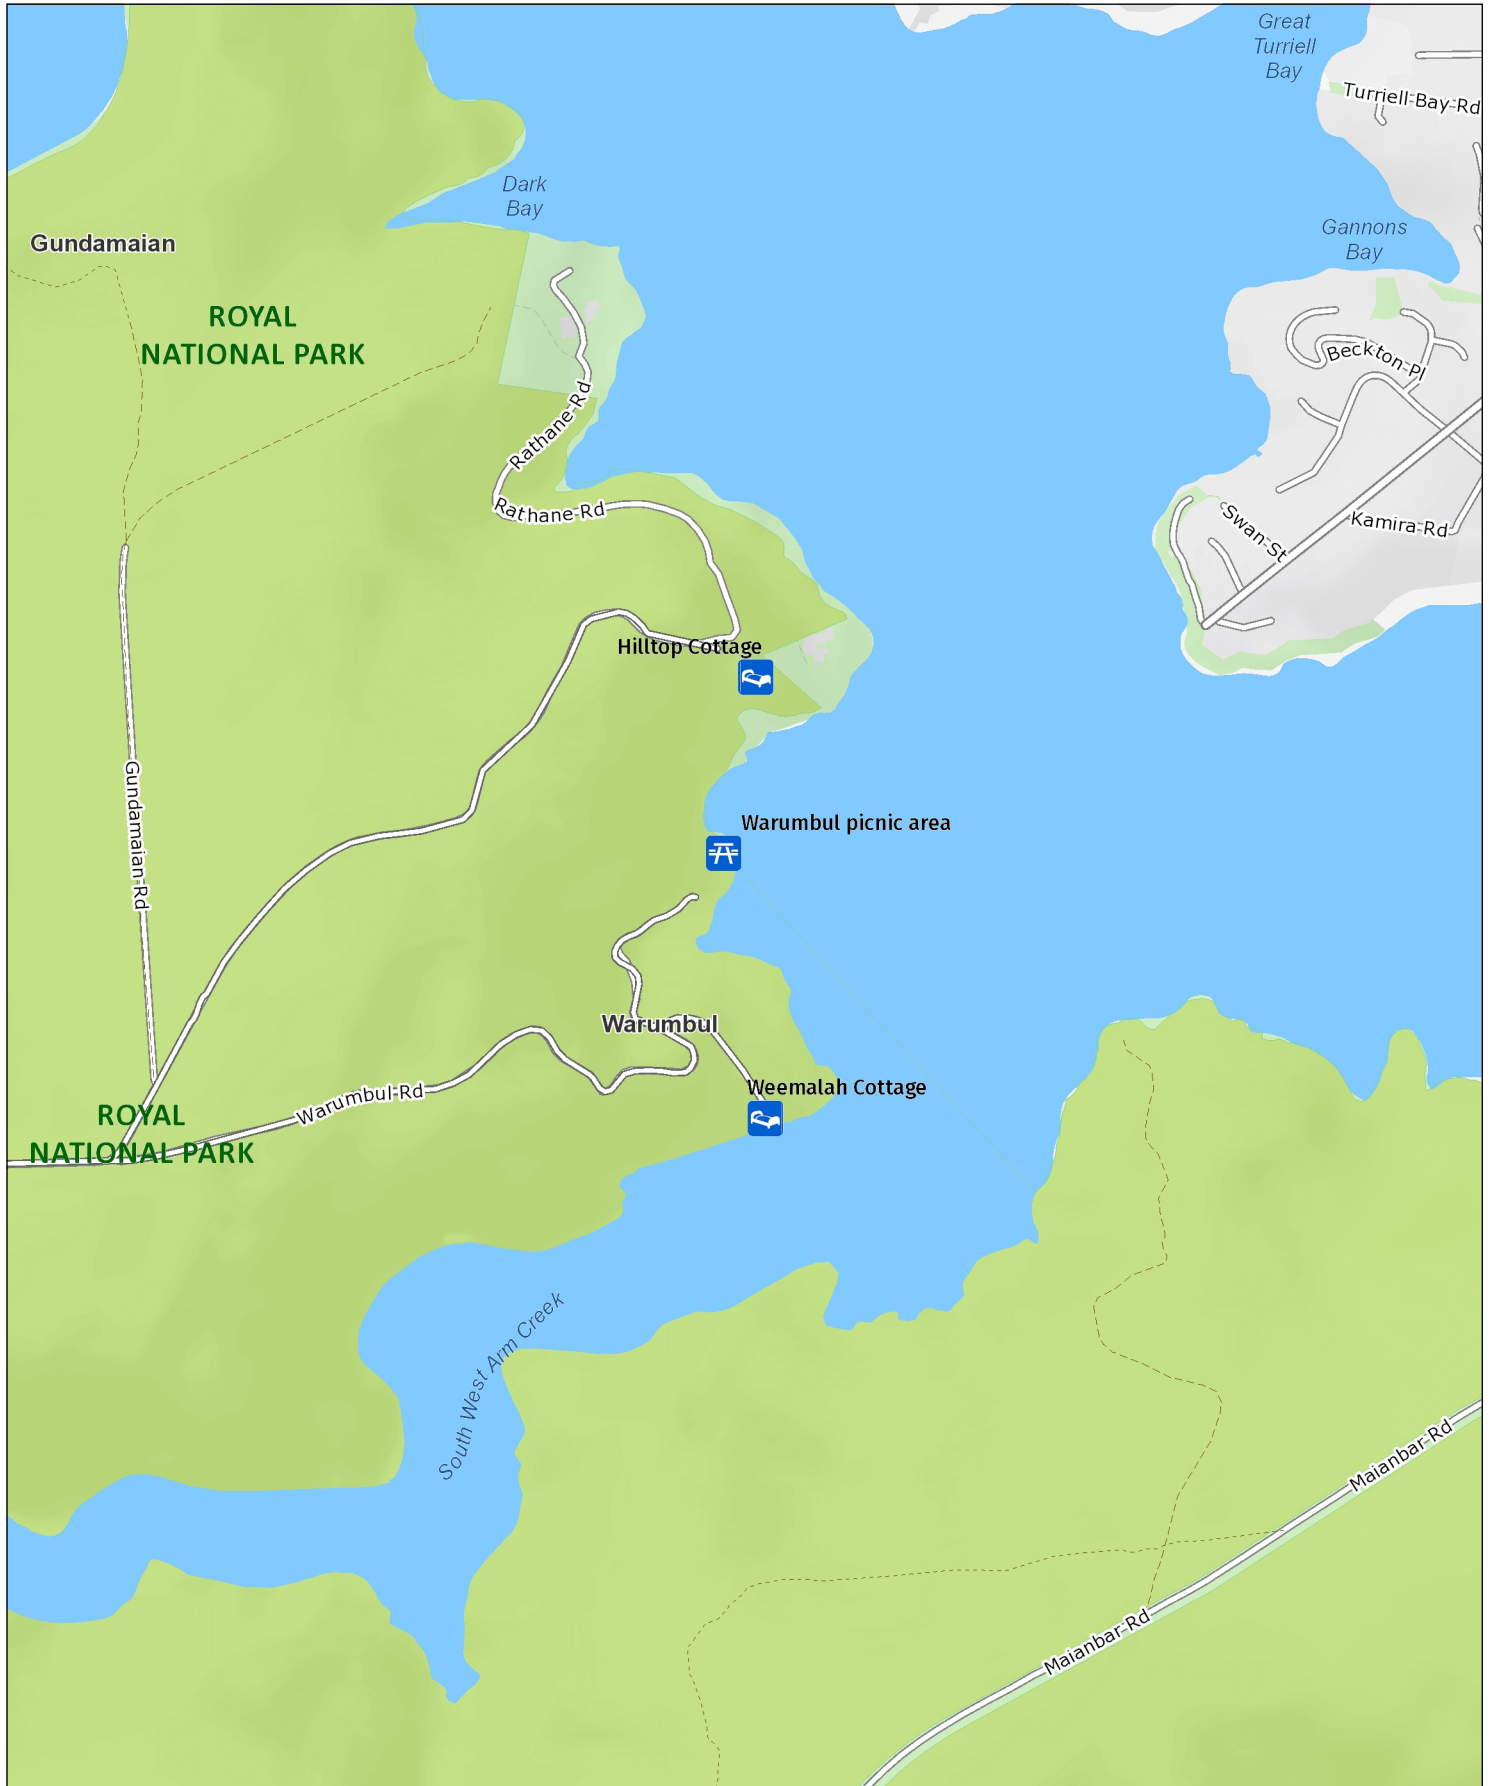 Great
Turriell
Bay
Turriell Bay Rd
Dark
Bay
Gannons
Bay
Gundamaian
ROYAL
NATIONAL PARK
Beckton Pl
Rathane Rd
Rathane Rd
Swan St
Kamira Rd
Hilltop Cottage
Gundamaian Rd
Warumbul picnic area
Warumbul
Weemalah Cottage
Warumbul Rd
ROYAL
NATIONAL PARK
South West Arm Creek
Maianbar Rd
Maianbar Rd